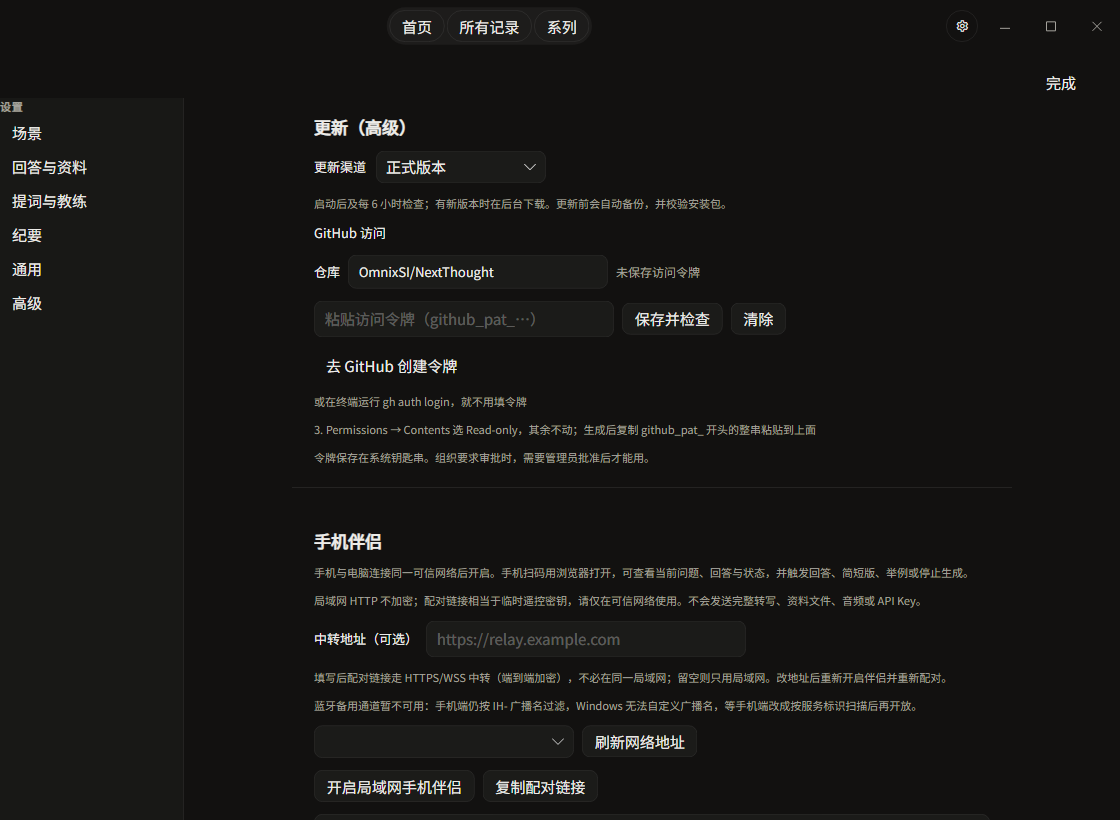 首页 所有记录 系列
完成
设置
场景
回答与资料
提词与教练
纪要
通用
高级
更新（高级）
更新渠道 正式版本
启动后及每 6 小时检查；有新版本时在后台下载。更新前会自动备份，并校验安装包。
GitHub 访问
仓库 OmnixSI/NextThought 未保存访问令牌
粘贴访问令牌（github_pat_…） 保存并检查 清除
去 GitHub 创建令牌
或在终端运行 gh auth login，就不用填令牌
3. Permissions → Contents 选 Read-only，其余不动；生成后复制 github_pat_ 开头的整串粘贴到上面
令牌保存在系统钥匙串。组织要求审批时，需要管理员批准后才能用。
手机伴侣
手机与电脑连接同一可信网络后开启。手机扫码用浏览器打开，可查看当前问题、回答与状态，并触发回答、简短版、举例或停止生成。
局域网 HTTP 不加密；配对链接相当于临时遥控密钥，请仅在可信网络使用。不会发送完整转写、资料文件、音频或 API Key。
中转地址（可选） https://relay.example.com
填写后配对链接走 HTTPS/WSS 中转（端到端加密），不必在同一局域网；留空则只用局域网。改地址后重新开启伴侣并重新配对。
蓝牙备用通道暂不可用：手机端仍按 IH- 广播名过滤，Windows 无法自定义广播名，等手机端改成按服务标识扫描后再开放。
刷新网络地址
开启局域网手机伴侣 复制配对链接